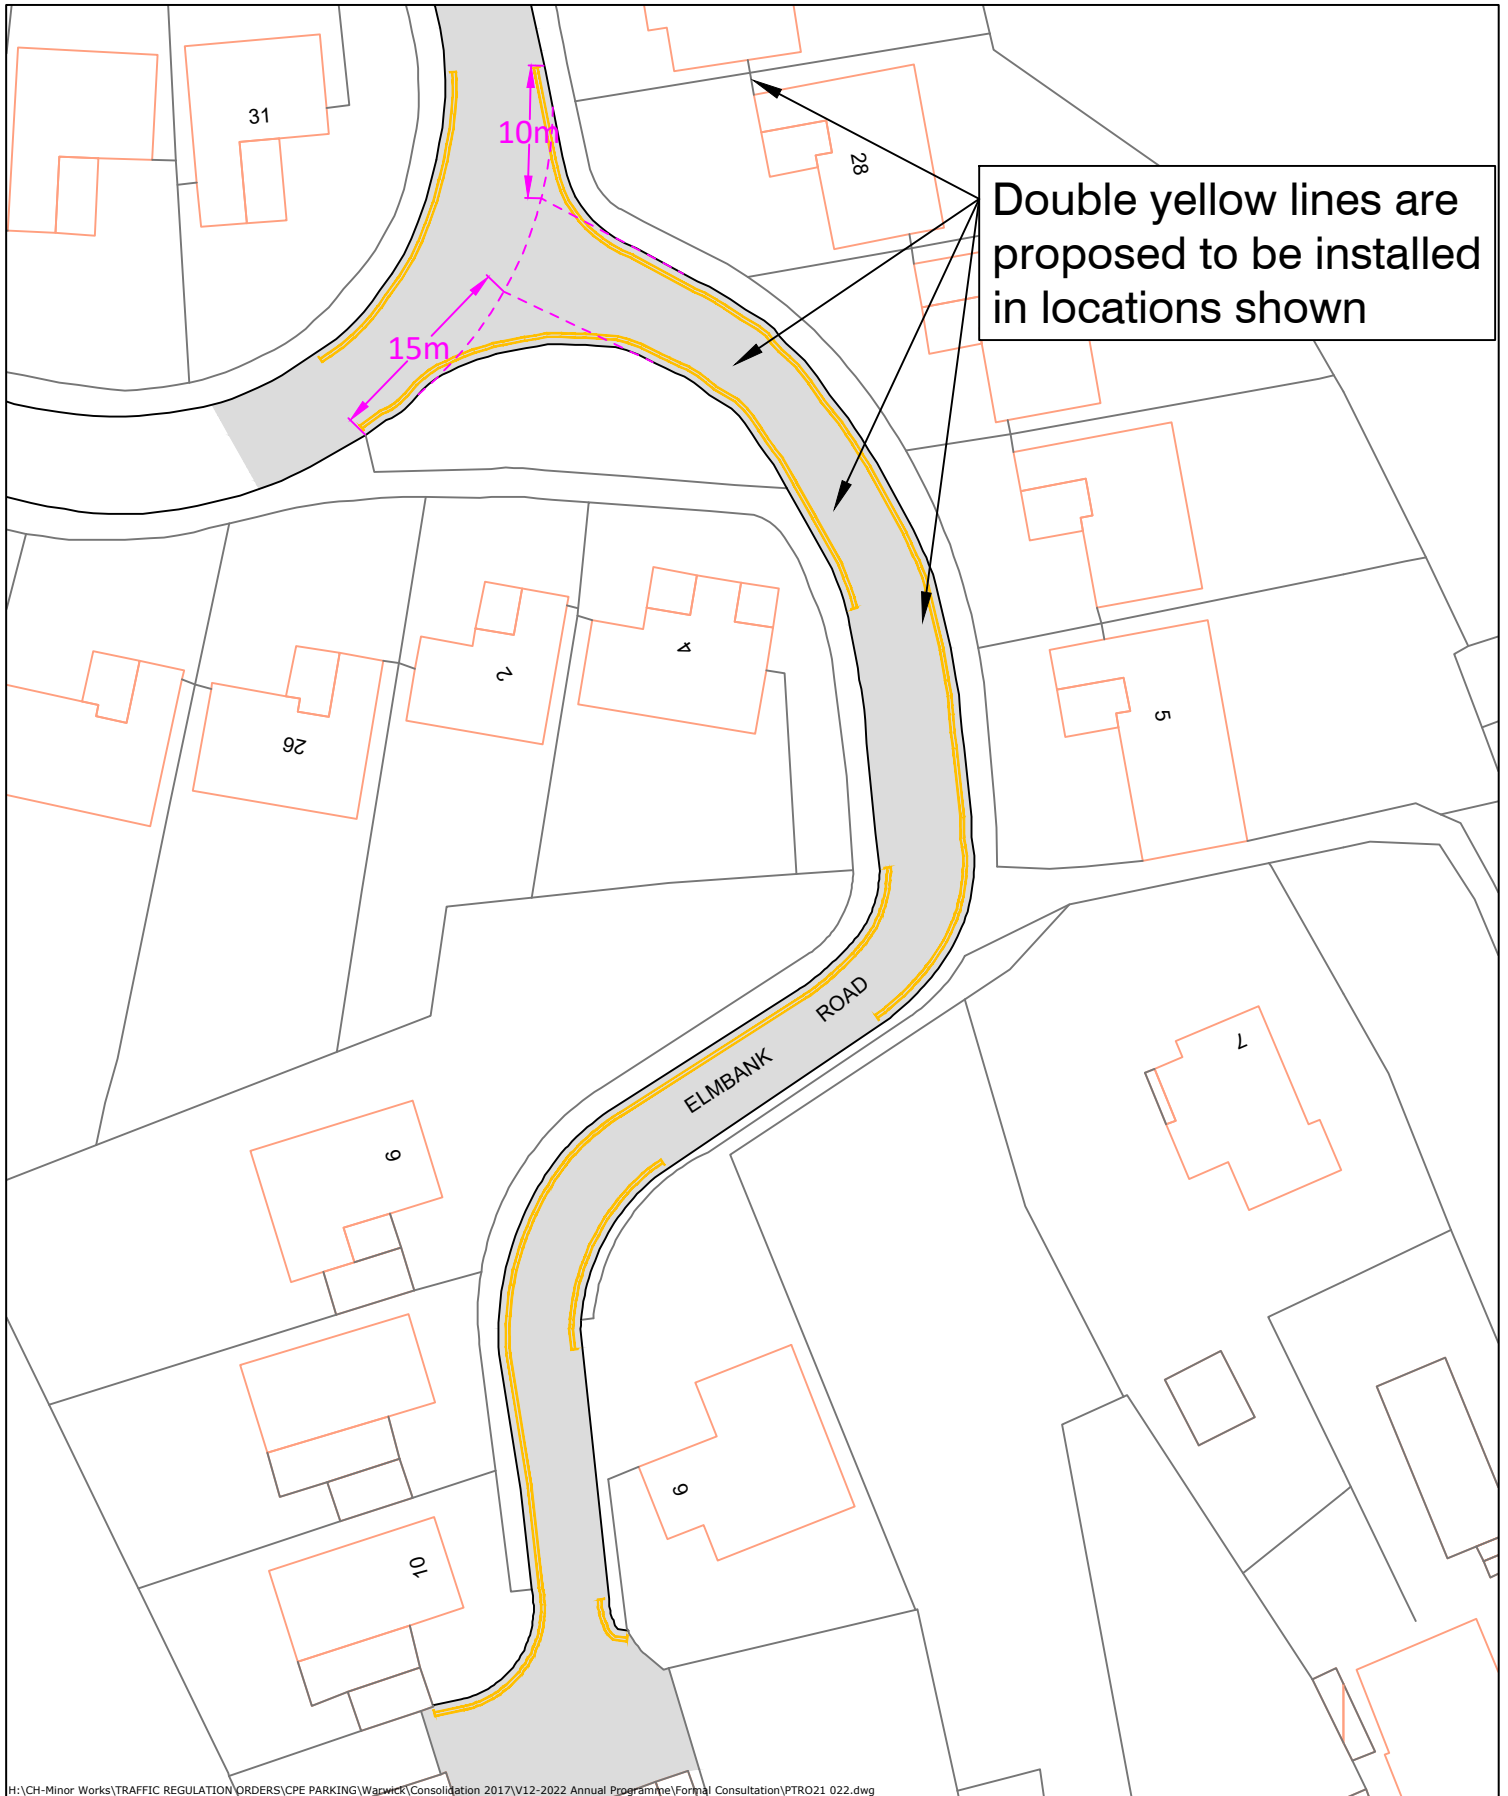 31
10m
28
Double yellow lines are
proposed to be installed
in locations shown
15m
2
4
26
5
ROAD
ELMBANK
7
6
9
10
H:\CH-Minor Works\TRAFFIC REGULATION ORDERS\CPE PARKING\Warwick\Consolidation 2017\V12-2022 Annual Programme\Formal Consultation\PTRO21 022.dwg